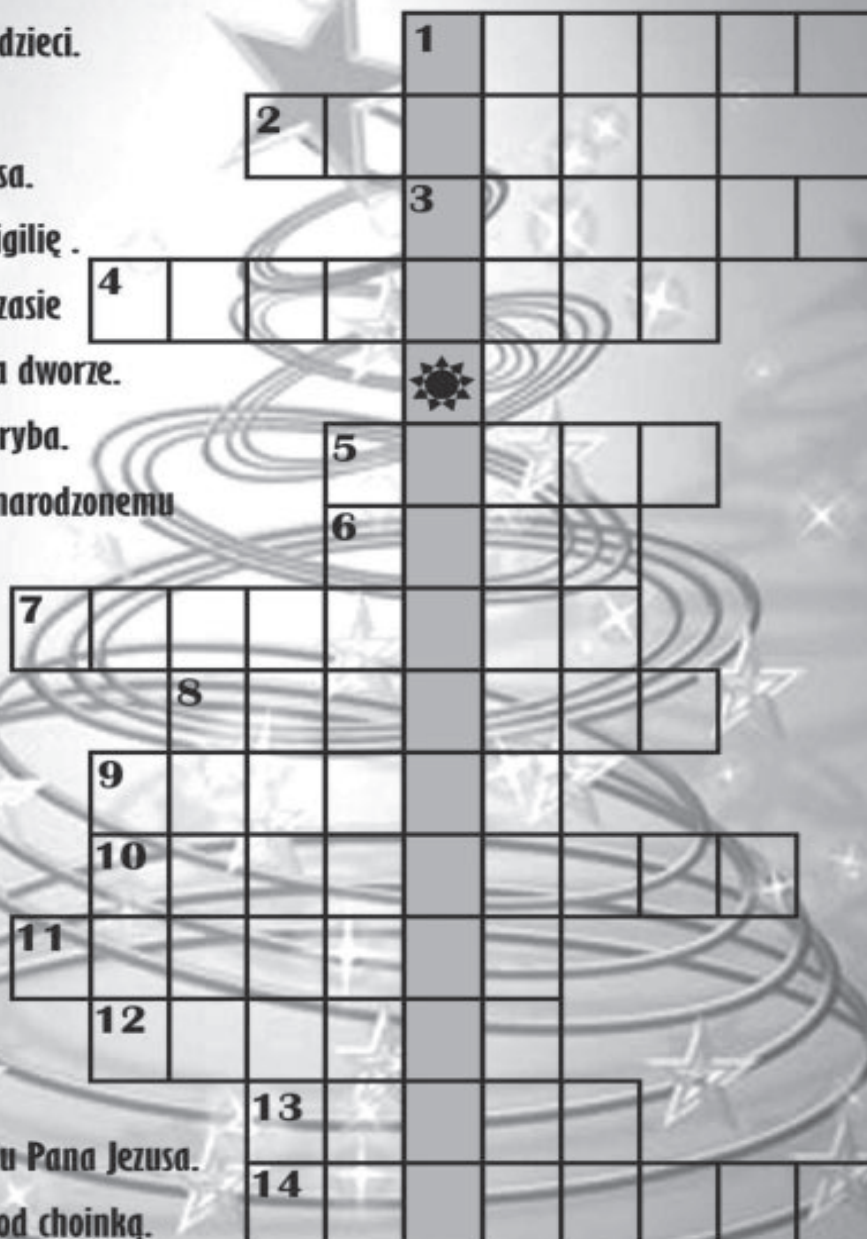 dzieci.
1
2
sa.
3
igilię .
4
zasie
a dworze.
ryba.
5
narodzonemu
6
7
8
9
10
11
12
13
u Pana Jezusa.
14
od choinką.